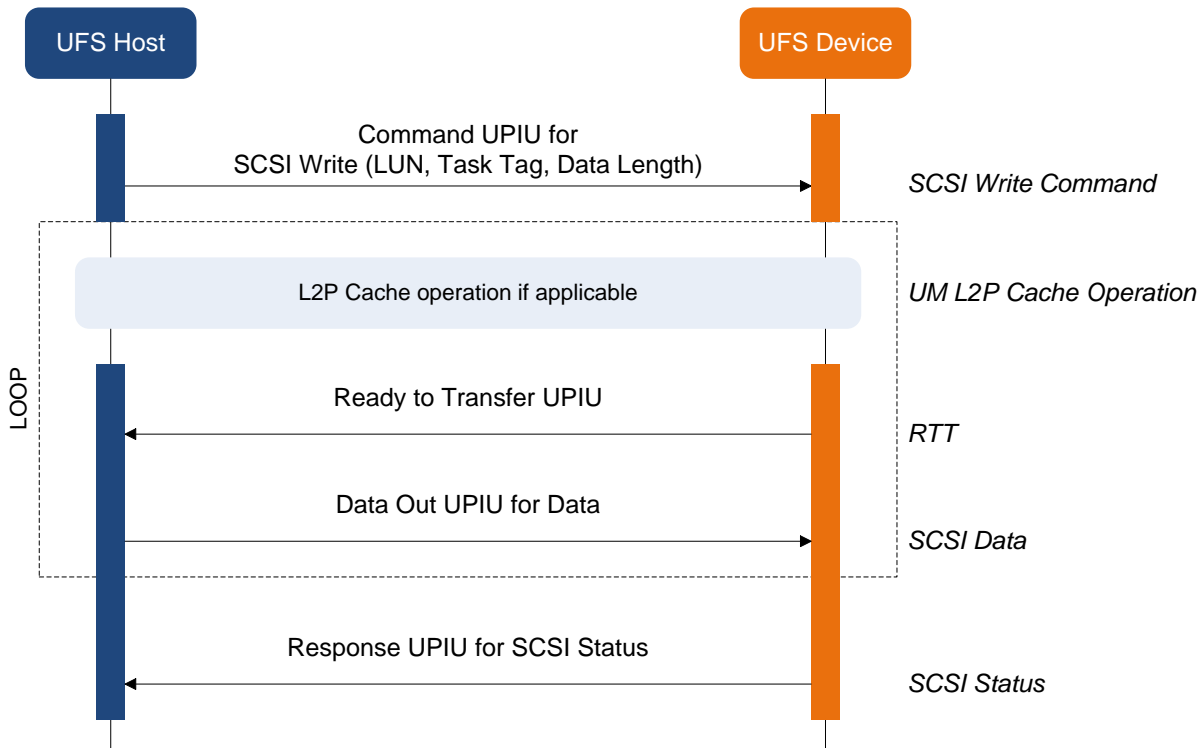 UFS Host
UFS Device
Command UPIU for
SCSI Write (LUN, Task Tag, Data Length)
SCSI Write Command
L2P Cache operation if applicable
UM L2P Cache Operation
LOOP
Ready to Transfer UPIU
RTT
Data Out UPIU for Data
SCSI Data
Response UPIU for SCSI Status
SCSI Status